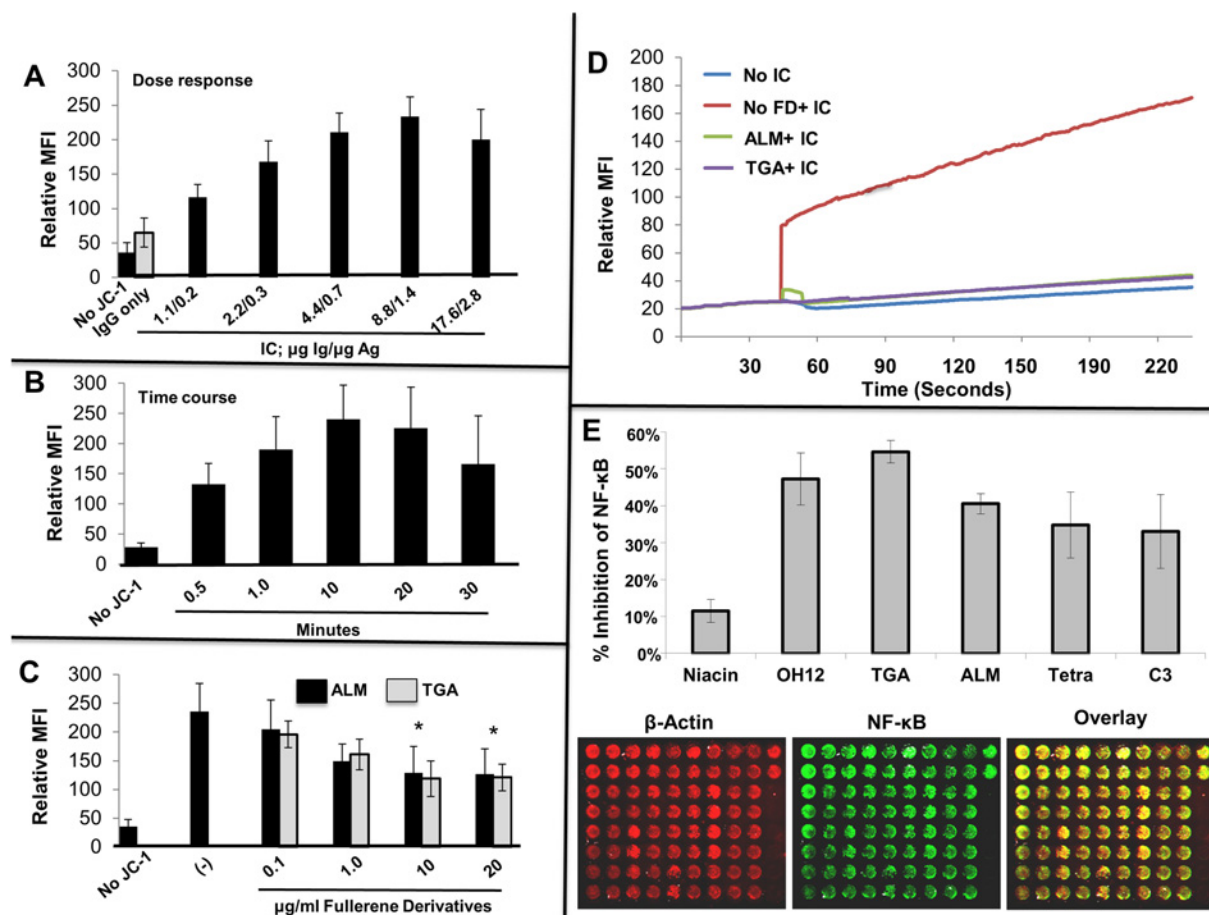 A
Dose response
Relative MFI
300
250
200
150
100
50
0
No JC-1
IgG only
1.1/0.2
2.2/0.3
4.4/0.7
8.8/1.4
17.6/2.8
IC; µg Ig/µg Ag
B
Time course
Relative MFI
300
250
200
150
100
50
0
No JC-1
0.5
1.0
10
20
30
Minutes
C
ALM
TGA
Relative MFI
300
250
200
150
100
50
0
*
*
No JC-1
(-)
0.1
1.0
10
20
µg/ml Fullerene Derivatives
D
No IC
No FD+ IC
ALM+ IC
TGA+ IC
Relative MFI
200
180
160
140
120
100
80
60
40
20
0
30
60
90
120
150
190
220
Time (Seconds)
E
% Inhibition of NF-κB
60%
50%
40%
30%
20%
10%
0%
Niacin
OH12
TGA
ALM
Tetra
C3
β-Actin
NF-κB
Overlay